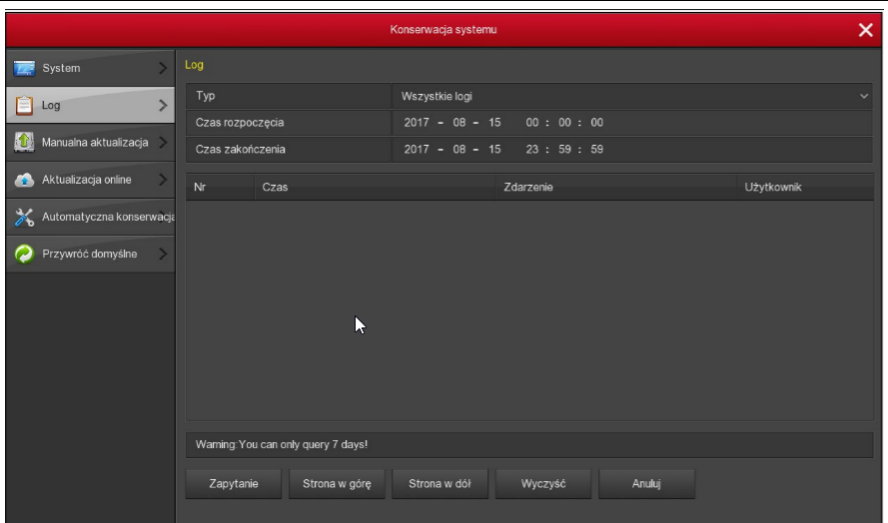 Konserwacja systemu
System
Log
Manualna aktualizacja
Aktualizacja online
Automatyczna konserwacja
Przywróć domyślne
Log
Typ Wszystkie logi
Czas rozpoczęcia 2017 - 08 - 15 00 : 00 : 00
Czas zakończenia 2017 - 08 - 15 23 : 59 : 59
Nr Czas Zdarzenie Użytkownik
Warning:You can only query 7 days!
Zapytanie Strona w górę Strona w dół Wyczyść Anuluj